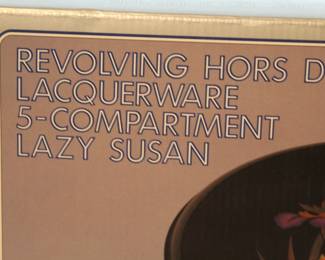 REVOLVING HORS D
LACQUERWARE
5-COMPARTMENT
LAZY SUSAN